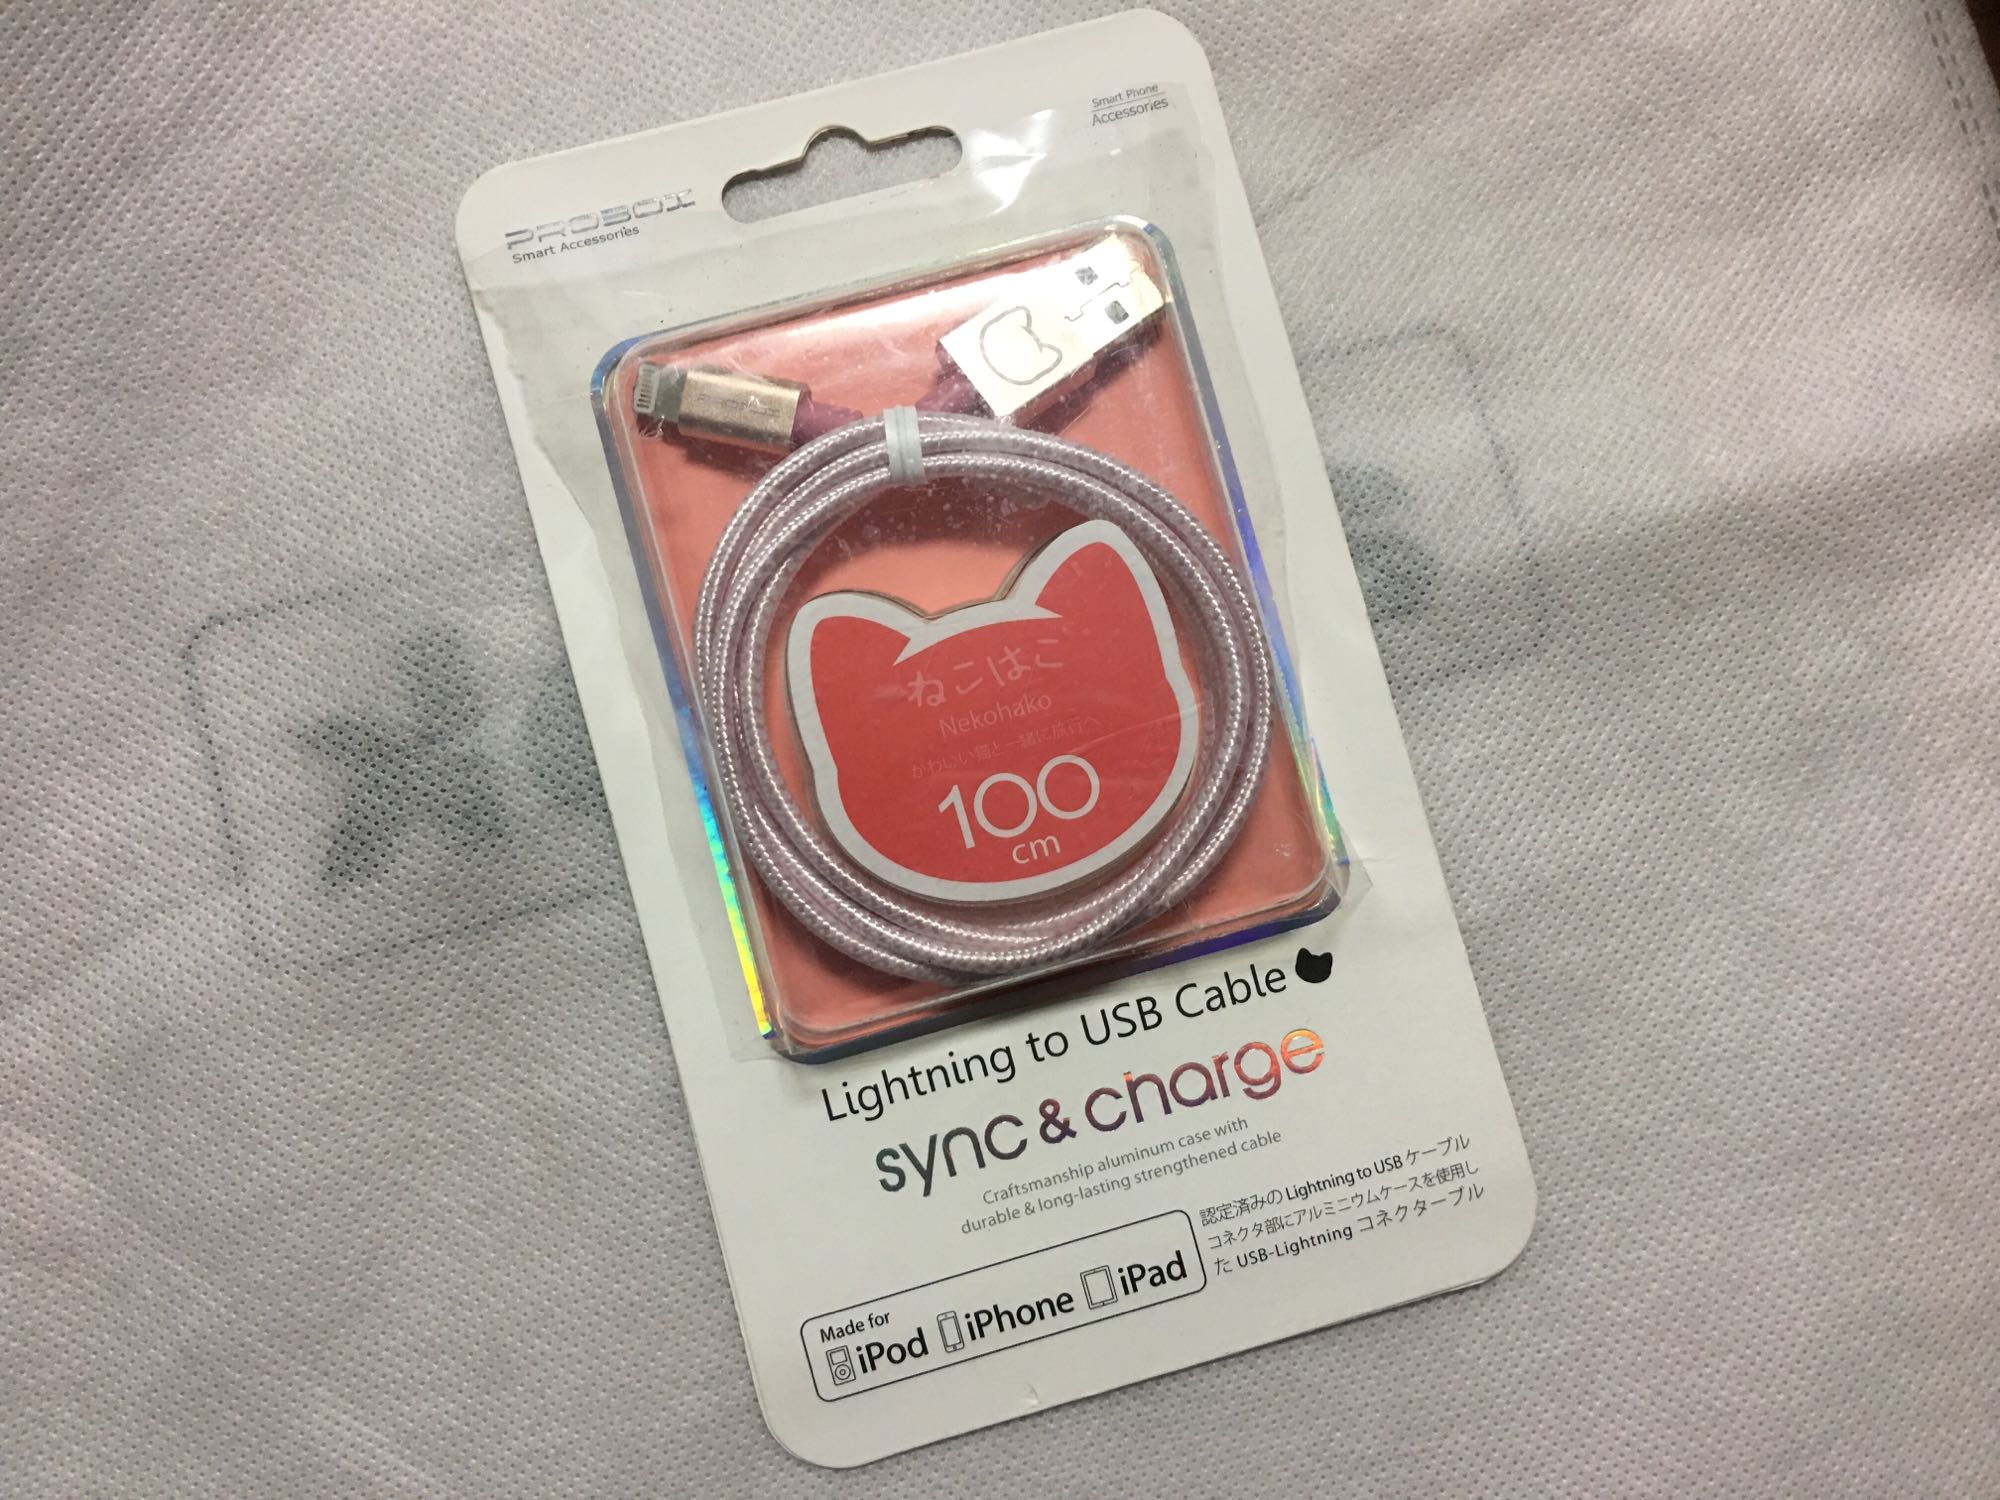 Smart Phone
Accessories
PROBOX
Smart Accessories
PROBOX
ねこはこ
Nekohako
かわいい猫と一緒に旅行へ
100
cm
Lightning to USB Cable
sync & charge
Craftsmanship aluminum case with
durable & long-lasting strengthened cable
認定済みの Lightning to USB ケーブル
コネクタ部にアルミニウムケースを使用し
た USB-Lightning コネクターブル
Made for
iPod iPhone iPad